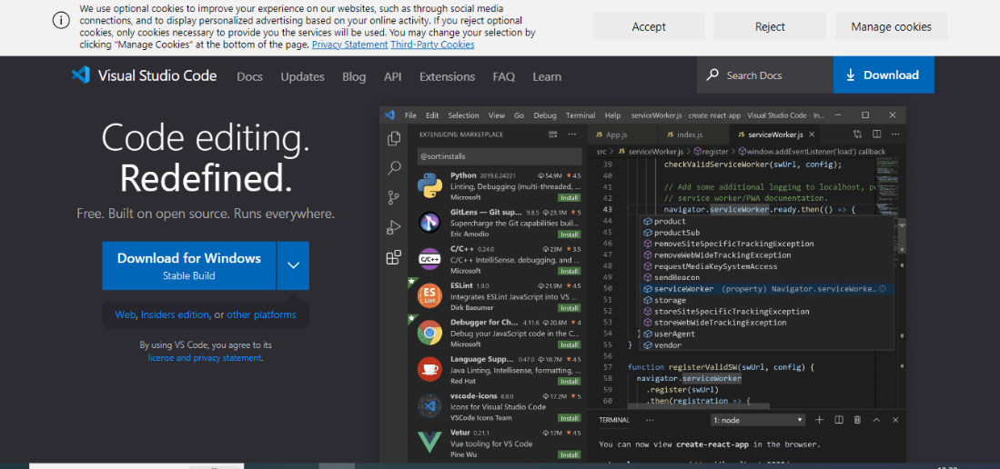 We use optional cookies to improve your experience on our websites, such as through social media
connections, and to display personalized advertising based on your online activity. If you reject optional
cookies, only cookies necessary to provide you the services will be used. You may change your selection by
clicking “Manage Cookies” at the bottom of the page. Privacy Statement Third-Party Cookies
Accept
Reject
Manage cookies
Visual Studio Code
Docs
Updates
Blog
API
Extensions
FAQ
Learn
Search Docs
Download
Code editing.
Redefined.
Free. Built on open source. Runs everywhere.
Download for Windows
Stable Build
Web, Insiders edition, or other platforms
By using VS Code, you agree to its
license and privacy statement.
File Edit Selection View Go Debug Terminal Help serviceWorker.js - create-react-app - Visual Studio Code - In...
EXTENSIONS: MARKETPLACE
@sort:installs
Python 2019.6.24221 54.9M 4.5
Linting, Debugging (multi-threaded, ...
Microsoft Install
GitLens — Git sup... 9.8.5 23.1M 5
Supercharge the Git capabilities buil...
Eric Amodio Install
C/C++ 0.24.0 23M 3.5
C/C++ IntelliSense, debugging, and ...
Microsoft Install
ESLint 1.9.0 21.9M 4.5
Integrates ESLint JavaScript into VS ...
Dirk Baeumer Install
Debugger for Ch... 4.11.6 20.6M 4
Debug your JavaScript code in the C...
Microsoft Install
Language Supp... 0.47.0 18.7M 4.5
Java Linting, Intellisense, formatting, ...
Red Hat Install
vscode-icons 8.8.0 17.2M 5
Icons for Visual Studio Code
VSCode Icons Team Install
Vetur 0.21.1 17M 4.5
Vue tooling for VS Code
Pine Wu Install
ES
Lint
JS App.js
JS index.js
JS serviceWorker.js
src > JS serviceWorker.js > register > window.addEventListener('load') callback
39 checkValidServiceWorker(swUrl, config);
40
41 // Add some additional logging to localhost, p
42 // service worker/PWA documentation.
43 navigator.serviceWorker.ready.then(() => {
44 product
45 productSub
46 removeSiteSpecificTrackingException
47 removeWebWideTrackingException
48 requestMediaKeySystemAccess
49 sendBeacon
50 serviceWorker (property) Navigator.serviceWorke...
51 storage
52 storeSiteSpecificTrackingException
53 storeWebWideTrackingException
54 } userAgent
55 } vendor
56
57 function registerValidSW(swUrl, config) {
58 navigator.serviceWorker
59 .register(swUrl)
60 .then(registration => {
TERMINAL ... 1: node
You can now view create-react-app in the browser.